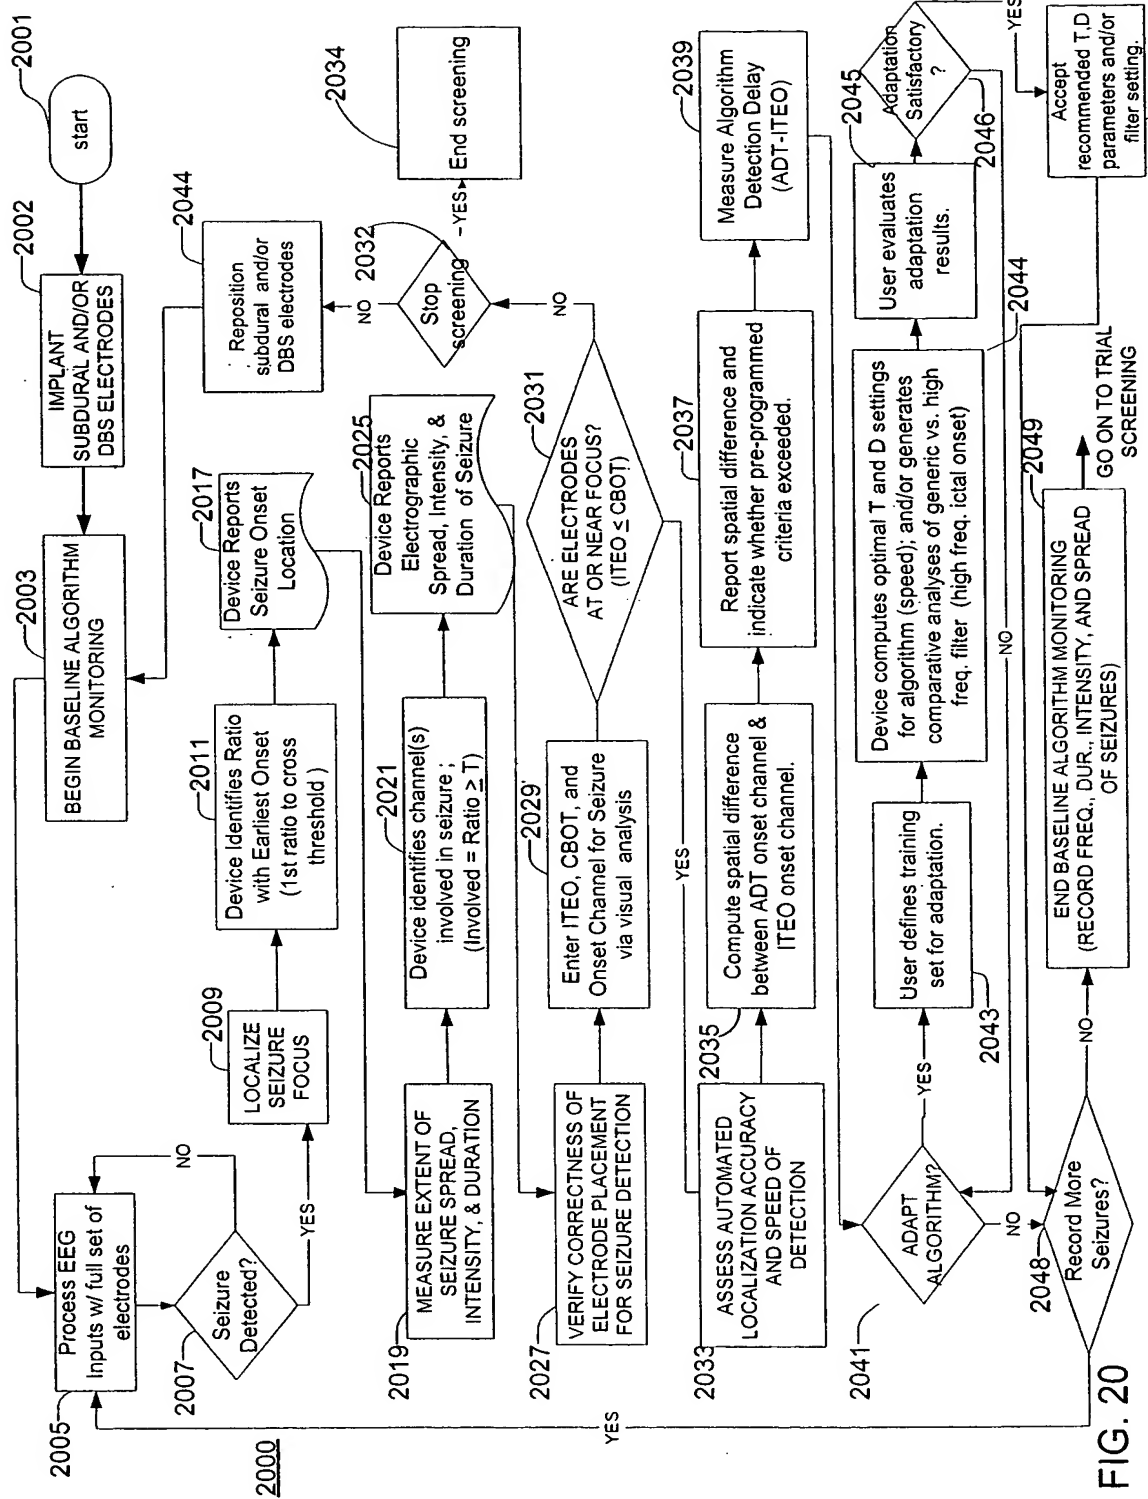 2001
start
2002
IMPLANT
SUBDURAL AND/OR
DBS ELECTRODES
2003
BEGIN BASELINE ALGORITHM
MONITORING
2005
Process EEG
Inputs w/ full set of
electrodes
2007
Seizure
Detected?
NO
YES
2009
LOCALIZE
SEIZURE
FOCUS
2011
Device Identifies Ratio
with Earliest Onset
(1st ratio to cross
threshold )
2017
Device Reports
Seizure Onset
Location
2044
Reposition
subdural and/or
DBS electrodes
2034
End screening
YES
2032
Stop
screening
NO
2019
MEASURE EXTENT OF
SEIZURE SPREAD,
INTENSITY, & DURATION
2021
Device identifies channel(s)
involved in seizure ;
(Involved = Ratio ≥ T)
2025
Device Reports
Electrographic
Spread, Intensity, &
Duration of Seizure
2027
VERIFY CORRECTNESS OF
ELECTRODE PLACEMENT
FOR SEIZURE DETECTION
2029
Enter ITEO, CBOT, and
Onset Channel for Seizure
via visual analysis
2031
ARE ELECTRODES
AT OR NEAR FOCUS?
(ITEO ≤ CBOT)
NO
YES
2033
ASSESS AUTOMATED
LOCALIZATION ACCURACY
AND SPEED OF
DETECTION
2035
Compute spatial difference
between ADT onset channel &
ITEO onset channel.
2037
Report spatial difference and
indicate whether pre-programmed
criteria exceeded.
2039
Measure Algorithm
Detection Delay
(ADT-ITEO)
2041
ADAPT
ALGORITHM?
YES
NO
2043
User defines training
set for adaptation.
2044
Device computes optimal T and D settings
for algorithm (speed); and/or generates
comparative analyses of generic vs. high
freq. filter (high freq. ictal onset)
2045
User evaluates
adaptation
results.
2046
Adaptation
Satisfactory
?
YES
NO
Accept
recommended T,D
parameters and/or
filter setting.
2048
Record More
Seizures?
NO
YES
2049
END BASELINE ALGORITHM MONITORING
(RECORD FREQ., DUR., INTENSITY, AND SPREAD
OF SEIZURES)
GO ON TO TRIAL
SCREENING
2000
FIG. 20